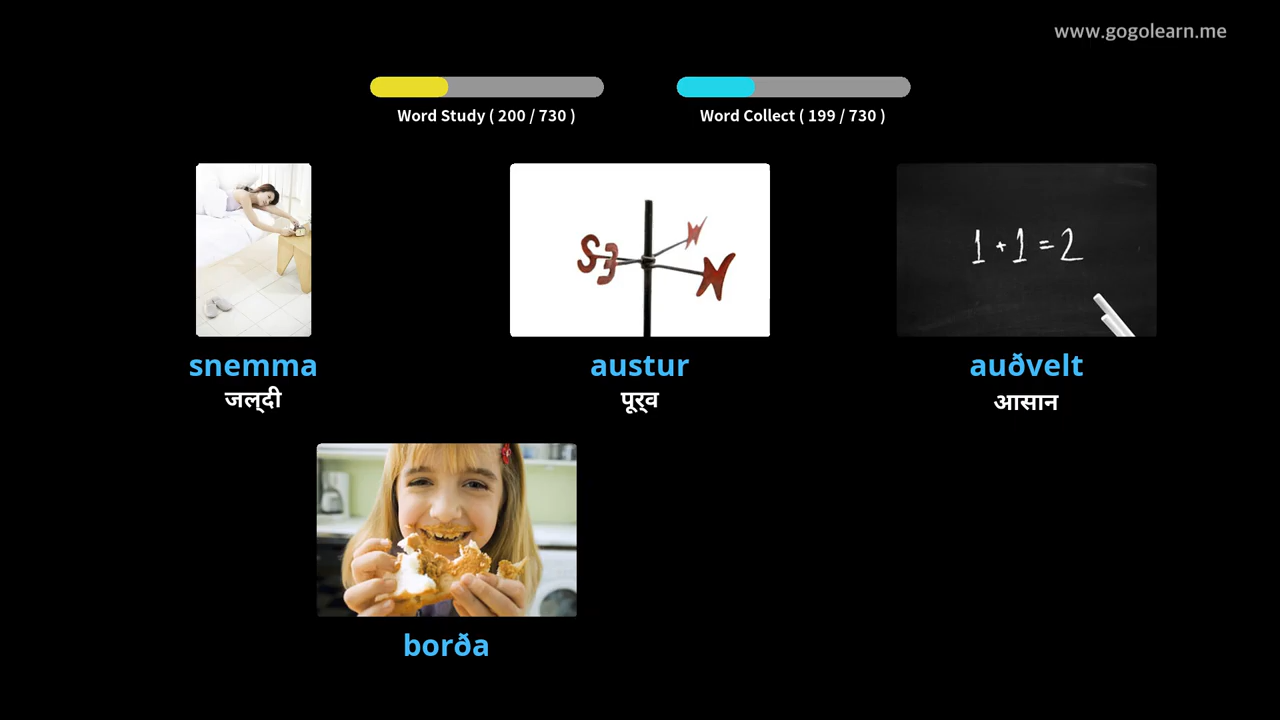 www.gogolearn.me
Word Study ( 200 / 730 )
Word Collect ( 199 / 730 )
S E N N
1 + 1 = 2
snemma
austur
auðvelt
जल्दी
पूर्व
आसान
borða